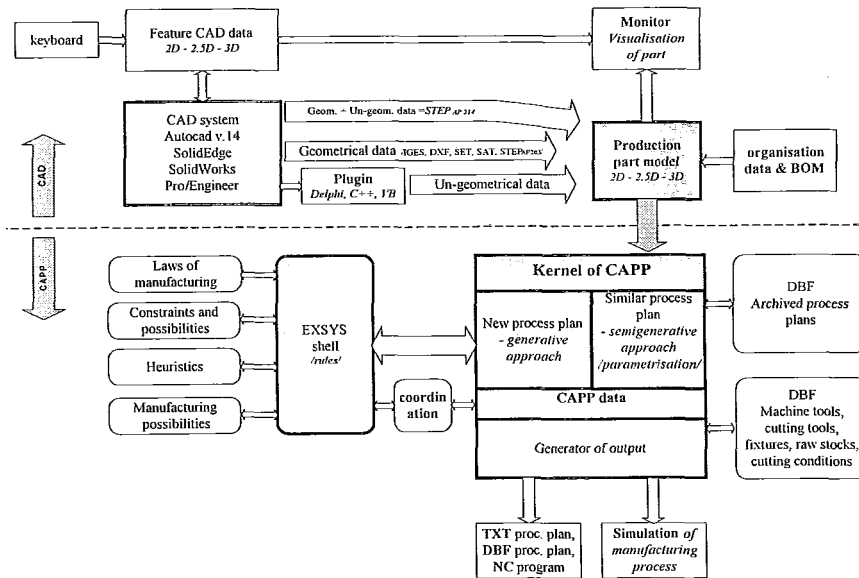 keyboard
Feature CAD data
2D - 2.5D - 3D
Monitor
Visualisation
of part
CAD system
Autocad v.14
SolidEdge
SolidWorks
Pro/Engineer
Geom. + Un-geom. data =STEP AP 214
Geometrical data /IGES, DXF, SET, SAT, STEP
Plugin
Delphi, C++, VB
Un-geometrical data
Production
part model
2D - 2.5D - 3D
organisation
data & BOM
CAD
CAPP
Laws of
manufacturing
Constraints and
possibilities
Heuristics
Manufacturing
possibilities
EXSYS
shell
/rules/
coordin
ation
Kernel of CAPP
New process plan
- generative
approach
Similar process
plan
- semigenerative
approach
/parametrisation/
CAPP data
Generator of output
DBF
Archived process
plans
DBF
Machine tools,
cutting tools,
fixtures, raw stocks,
cutting conditions
TXT proc. plan,
DBF proc. plan,
NC program
Simulation of
manufacturing
process